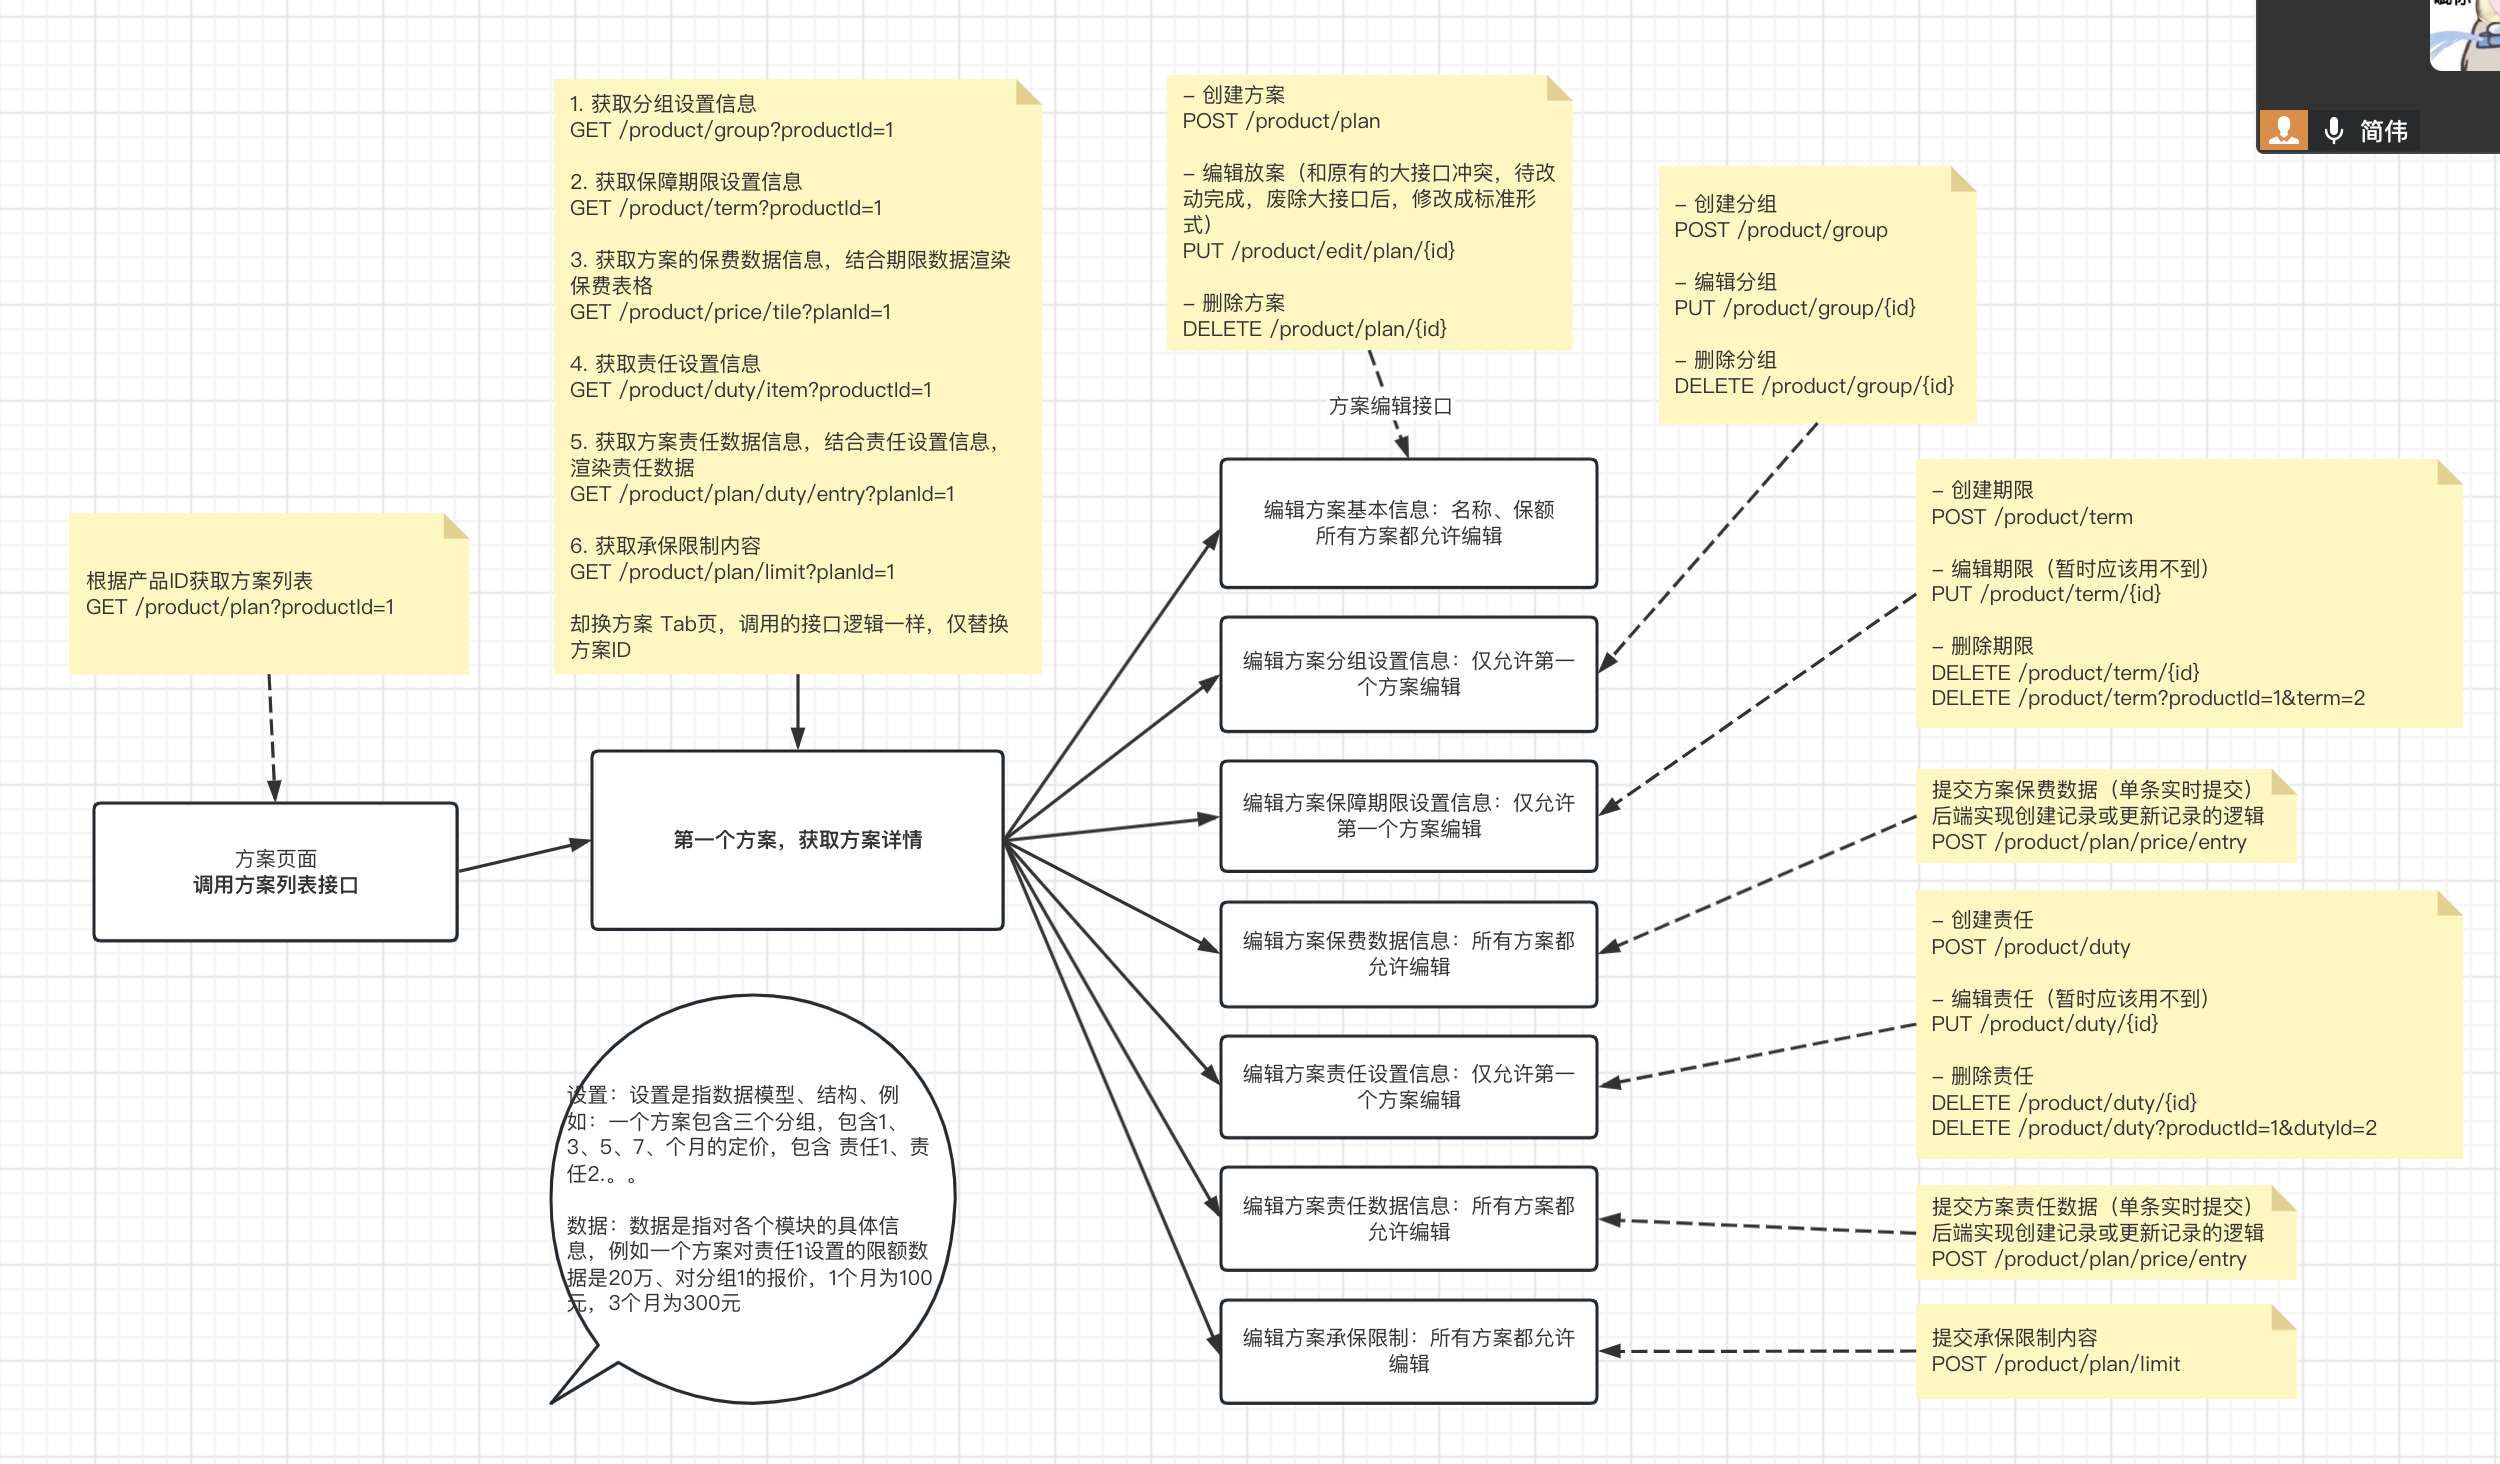 根据产品ID获取方案列表
GET /product/plan?productId=1
方案页面
调用方案列表接口
1. 获取分组设置信息
GET /product/group?productId=1
2. 获取保障期限设置信息
GET /product/term?productId=1
3. 获取方案的保费数据信息，结合期限数据渲染
保费表格
GET /product/price/tile?planId=1
4. 获取责任设置信息
GET /product/duty/item?productId=1
5. 获取方案责任数据信息，结合责任设置信息，
渲染责任数据
GET /product/plan/duty/entry?planId=1
6. 获取承保限制内容
GET /product/plan/limit?planId=1
却换方案 Tab页，调用的接口逻辑一样，仅替换
方案ID
第一个方案，获取方案详情
设置：设置是指数据模型、结构、例
如：一个方案包含三个分组，包含1、
3、5、7、个月的定价，包含 责任1、责
任2.。。
数据：数据是指对各个模块的具体信
息，例如一个方案对责任1设置的限额数
据是20万、对分组1的报价，1个月为100
元，3个月为300元
- 创建方案
POST /product/plan
- 编辑放案（和原有的大接口冲突，待改
动完成，废除大接口后，修改成标准形
式）
PUT /product/edit/plan/{id}
- 删除方案
DELETE /product/plan/{id}
方案编辑接口
编辑方案基本信息：名称、保额
所有方案都允许编辑
编辑方案分组设置信息：仅允许第一
个方案编辑
编辑方案保障期限设置信息：仅允许
第一个方案编辑
编辑方案保费数据信息：所有方案都
允许编辑
编辑方案责任设置信息：仅允许第一
个方案编辑
编辑方案责任数据信息：所有方案都
允许编辑
编辑方案承保限制：所有方案都允许
编辑
- 创建分组
POST /product/group
- 编辑分组
PUT /product/group/{id}
- 删除分组
DELETE /product/group/{id}
- 创建期限
POST /product/term
- 编辑期限（暂时应该用不到）
PUT /product/term/{id}
- 删除期限
DELETE /product/term/{id}
DELETE /product/term?productId=1&term=2
提交方案保费数据（单条实时提交）
后端实现创建记录或更新记录的逻辑
POST /product/plan/price/entry
- 创建责任
POST /product/duty
- 编辑责任（暂时应该用不到）
PUT /product/duty/{id}
- 删除责任
DELETE /product/duty/{id}
DELETE /product/duty?productId=1&dutyId=2
提交方案责任数据（单条实时提交）
后端实现创建记录或更新记录的逻辑
POST /product/plan/price/entry
提交承保限制内容
POST /product/plan/limit
简伟